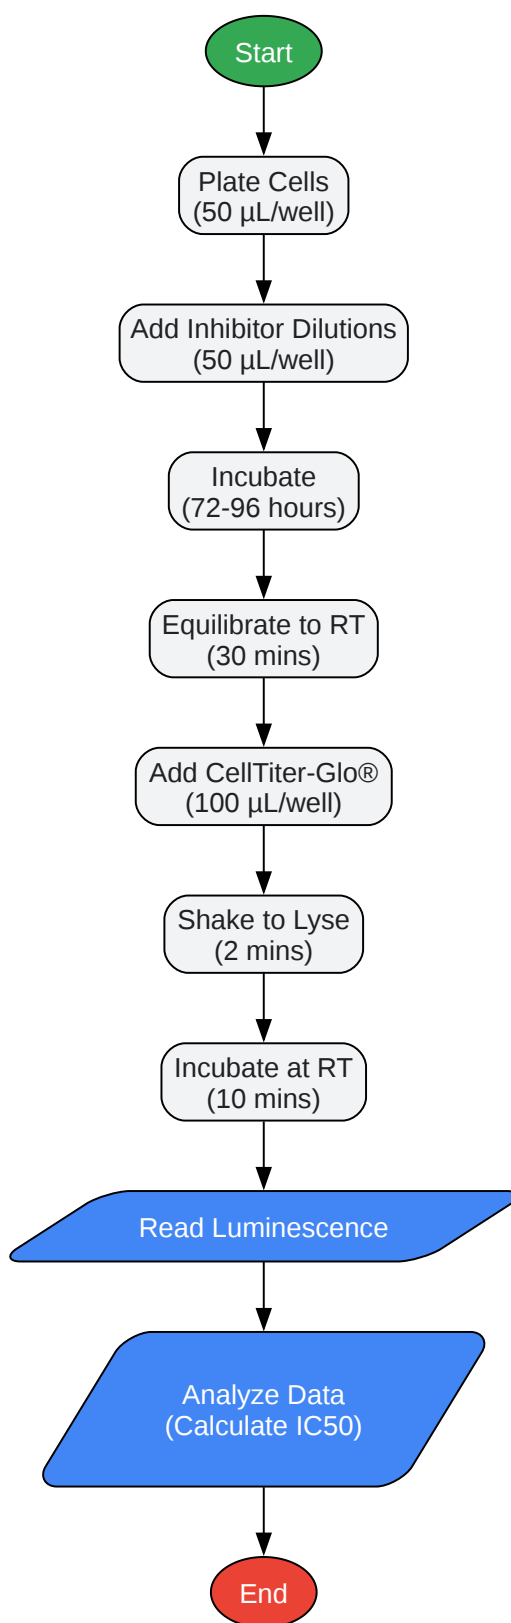 Start
Plate Cells
(50 µL/well)
Add Inhibitor Dilutions
(50 µL/well)
Incubate
(72-96 hours)
Equilibrate to RT
(30 mins)
Add CellTiter-Glo®
(100 µL/well)
Shake to Lyse
(2 mins)
Incubate at RT
(10 mins)
Read Luminescence
Analyze Data
(Calculate IC50)
End